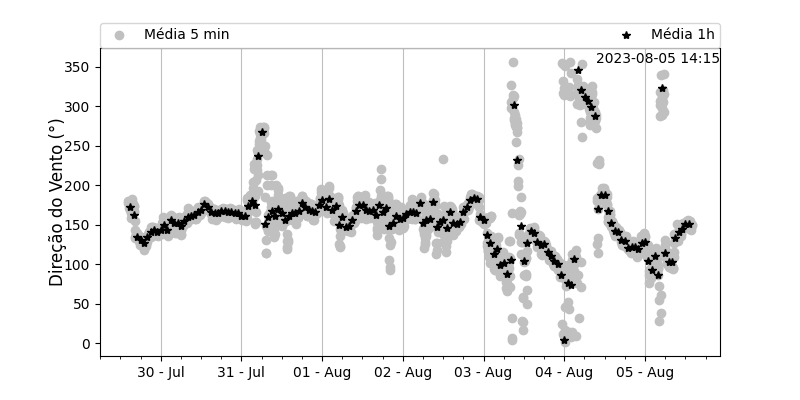 Média 5 min
Média 1h
2023-08-05 14:15
Direção do Vento (°)
350
300
250
200
150
100
50
0
30 - Jul
31 - Jul
01 - Aug
02 - Aug
03 - Aug
04 - Aug
05 - Aug